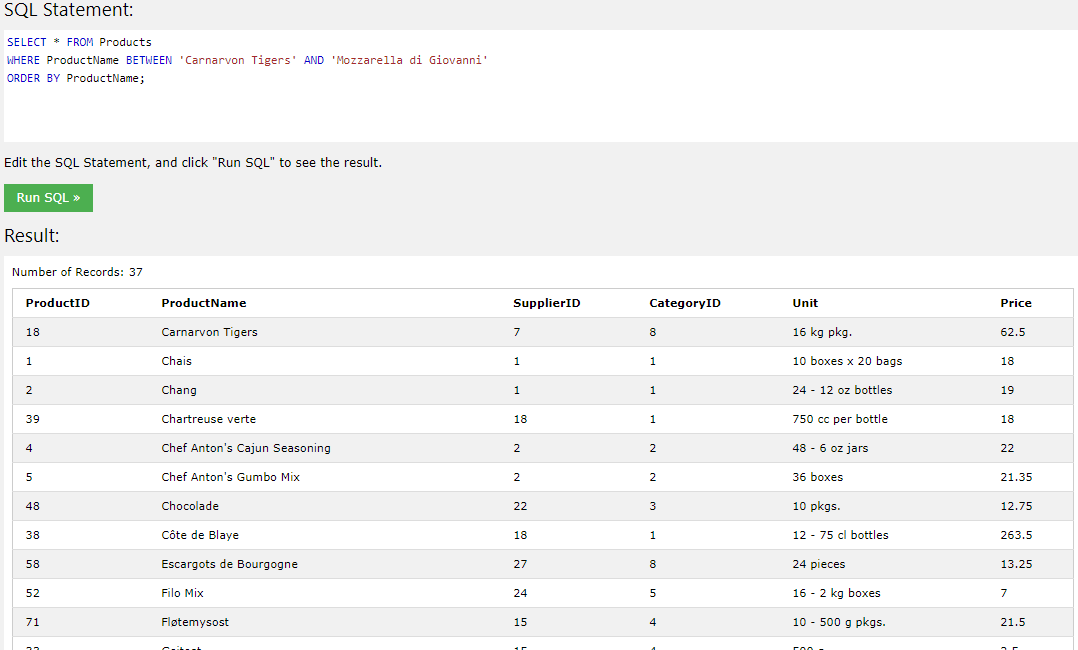 SQL Statement:
SELECT * FROM Products
WHERE ProductName BETWEEN 'Carnarvon Tigers' AND 'Mozzarella di Giovanni'
ORDER BY ProductName;
Edit the SQL Statement, and click "Run SQL" to see the result.
Run SQL »
Result:
Number of Records: 37
ProductID ProductName SupplierID CategoryID Unit Price
18 Carnarvon Tigers 7 8 16 kg pkg. 62.5
1 Chais 1 1 10 boxes x 20 bags 18
2 Chang 1 1 24 - 12 oz bottles 19
39 Chartreuse verte 18 1 750 cc per bottle 18
4 Chef Anton's Cajun Seasoning 2 2 48 - 6 oz jars 22
5 Chef Anton's Gumbo Mix 2 2 36 boxes 21.35
48 Chocolade 22 3 10 pkgs. 12.75
38 Côte de Blaye 18 1 12 - 75 cl bottles 263.5
58 Escargots de Bourgogne 27 8 24 pieces 13.25
52 Filo Mix 24 5 16 - 2 kg boxes 7
71 Fløtemysost 15 4 10 - 500 g pkgs. 21.5